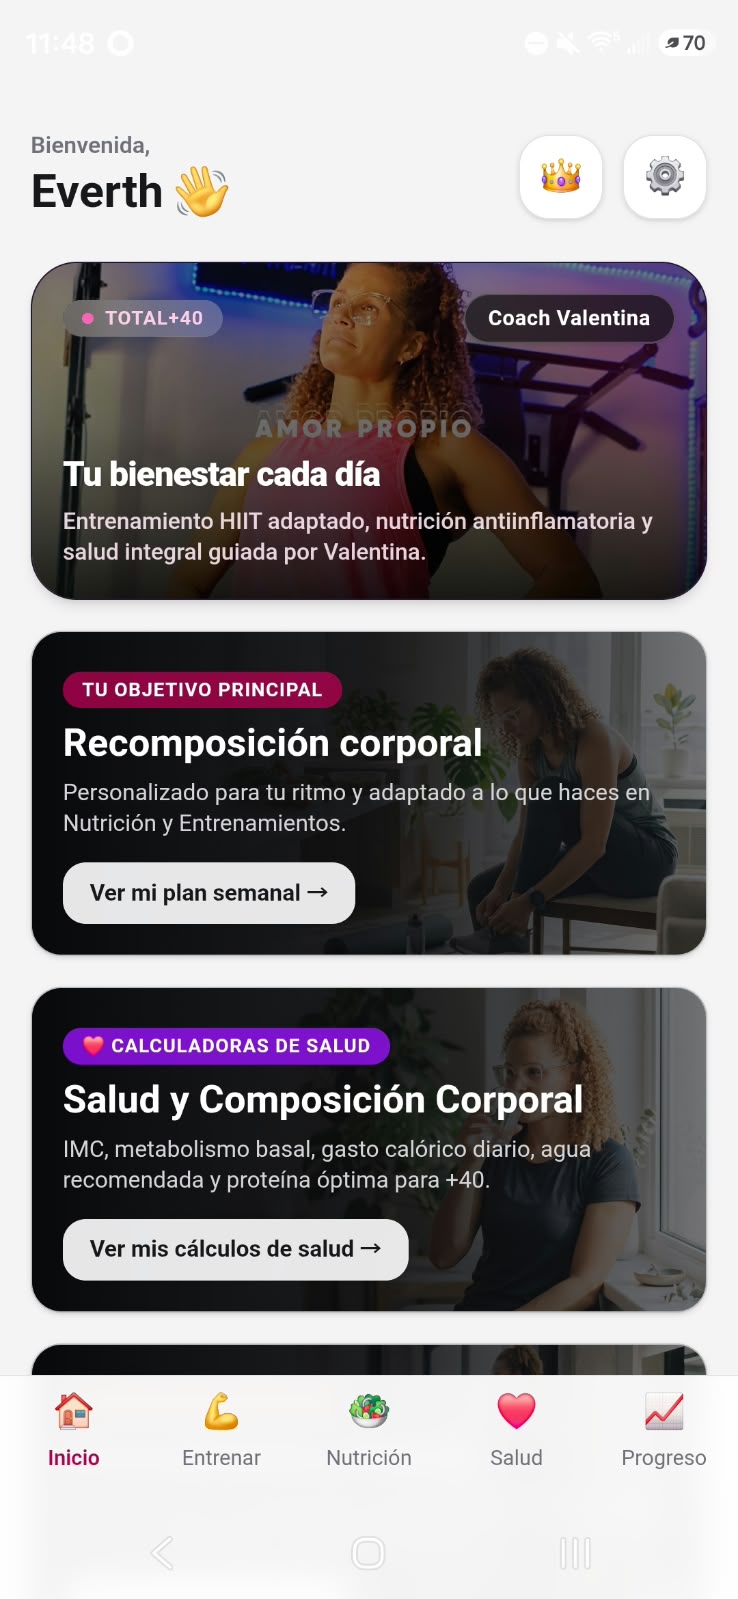 11:48
5
70
Bienvenida,
Everth 👋
TOTAL+40
Coach Valentina
AMOR PROPIO
Tu bienestar cada día
Entrenamiento HIIT adaptado, nutrición antiinflamatoria y
salud integral guiada por Valentina.
TU OBJETIVO PRINCIPAL
Recomposición corporal
Personalizado para tu ritmo y adaptado a lo que haces en
Nutrición y Entrenamientos.
Ver mi plan semanal →
❤️ CALCULADORAS DE SALUD
Salud y Composición Corporal
IMC, metabolismo basal, gasto calórico diario, agua
recomendada y proteína óptima para +40.
Ver mis cálculos de salud →
Inicio
Entrenar
Nutrición
Salud
Progreso